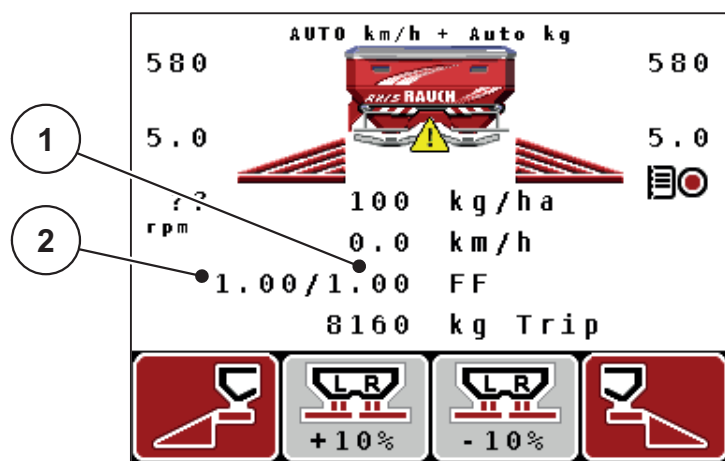 AUTO km/h + Auto kg
580
580
AXIS RAUCH
1
5.0
5.0
??
100 kg/ha
rpm
2
0.0 km/h
1.00/1.00 FF
8160 kg Trip
L R
+10%
L R
-10%